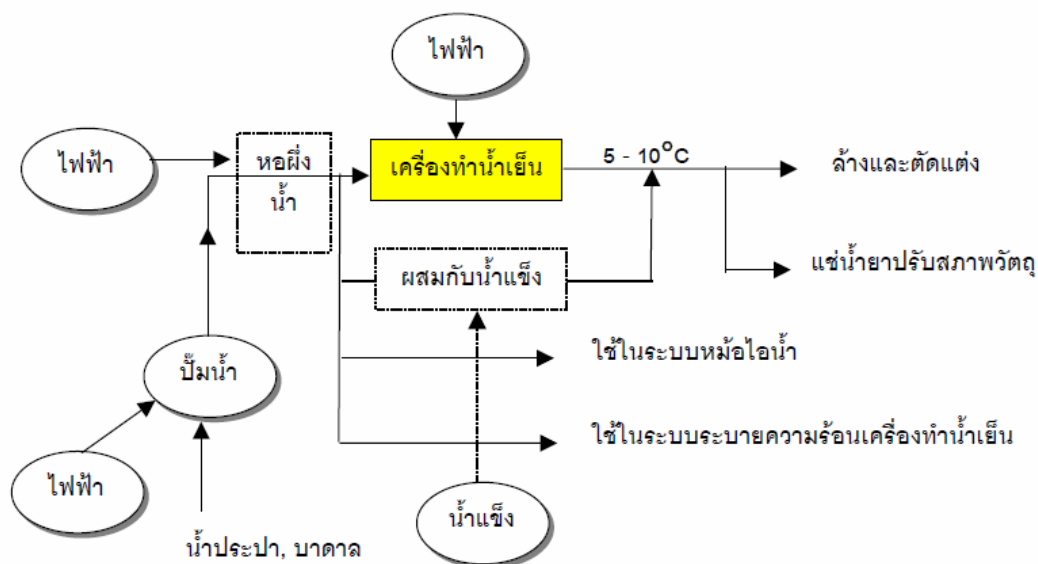 ไฟฟ้า
ไฟฟ้า
หอผึ่ง
น้ำ
เครื่องทำน้ำเย็น
5 - 10°C
ล้างและตัดแต่ง
ผสมกับน้ำแข็ง
แช่น้ำยาปรับสภาพวัตถุ
ปั๊มน้ำ
ใช้ในระบบหม้อไอน้ำ
ใช้ในระบบระบายความร้อนเครื่องทำน้ำเย็น
ไฟฟ้า
น้ำแข็ง
น้ำประปา, บาดาล